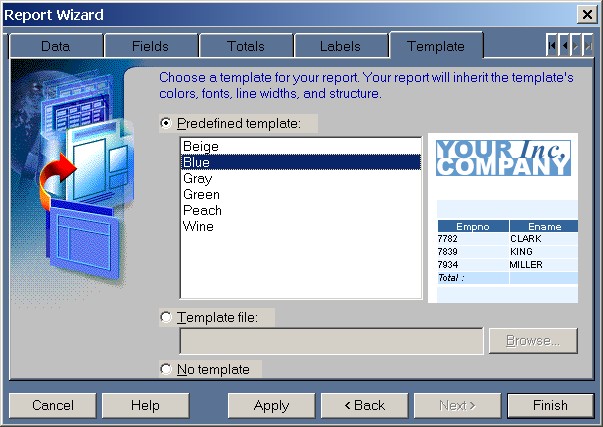 Report Wizard
Data Fields Totals Labels Template
Choose a template for your report. Your report will inherit the template's
colors, fonts, line widths, and structure.
Predefined template:
Beige
Blue
Gray
Green
Peach
Wine
YOUR Inc,
COMPANY
Empno Ename
7782 CLARK
7839 KING
7934 MILLER
Total :
Template file:
Browse...
No template
Cancel Help Apply < Back Next > Finish